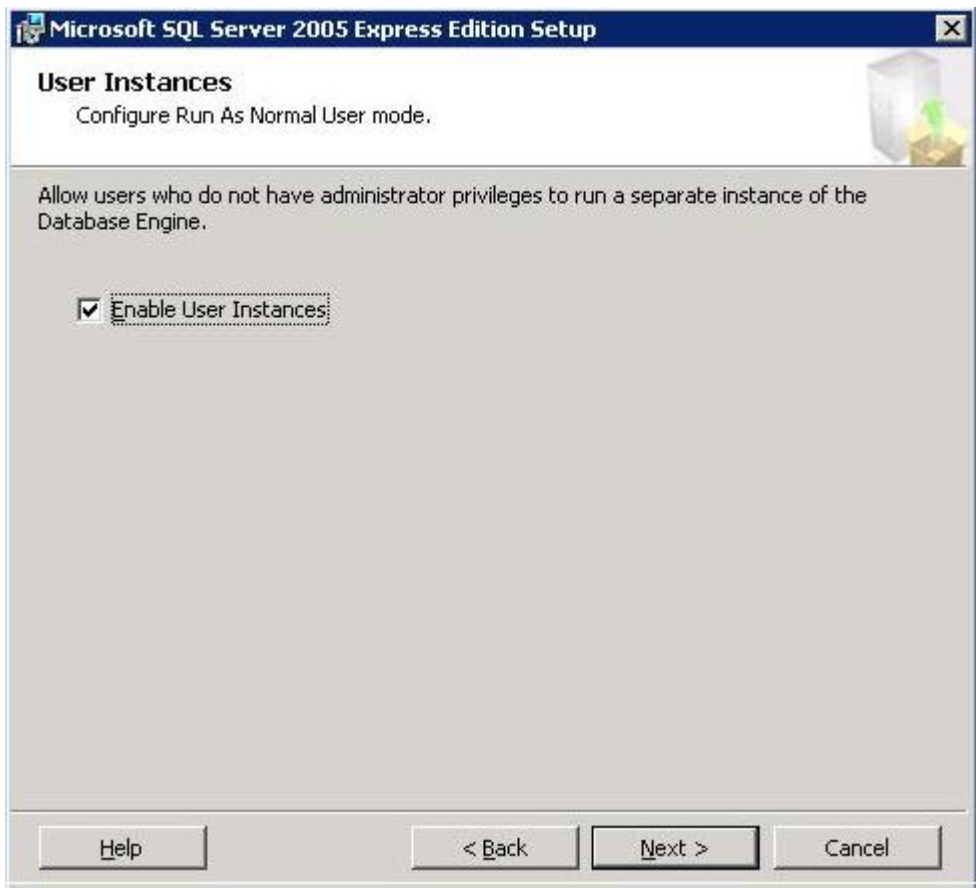 Microsoft SQL Server 2005 Express Edition Setup
User Instances
Configure Run As Normal User mode.
Allow users who do not have administrator privileges to run a separate instance of the
Database Engine.
Enable User Instances
Help
< Back
Next >
Cancel